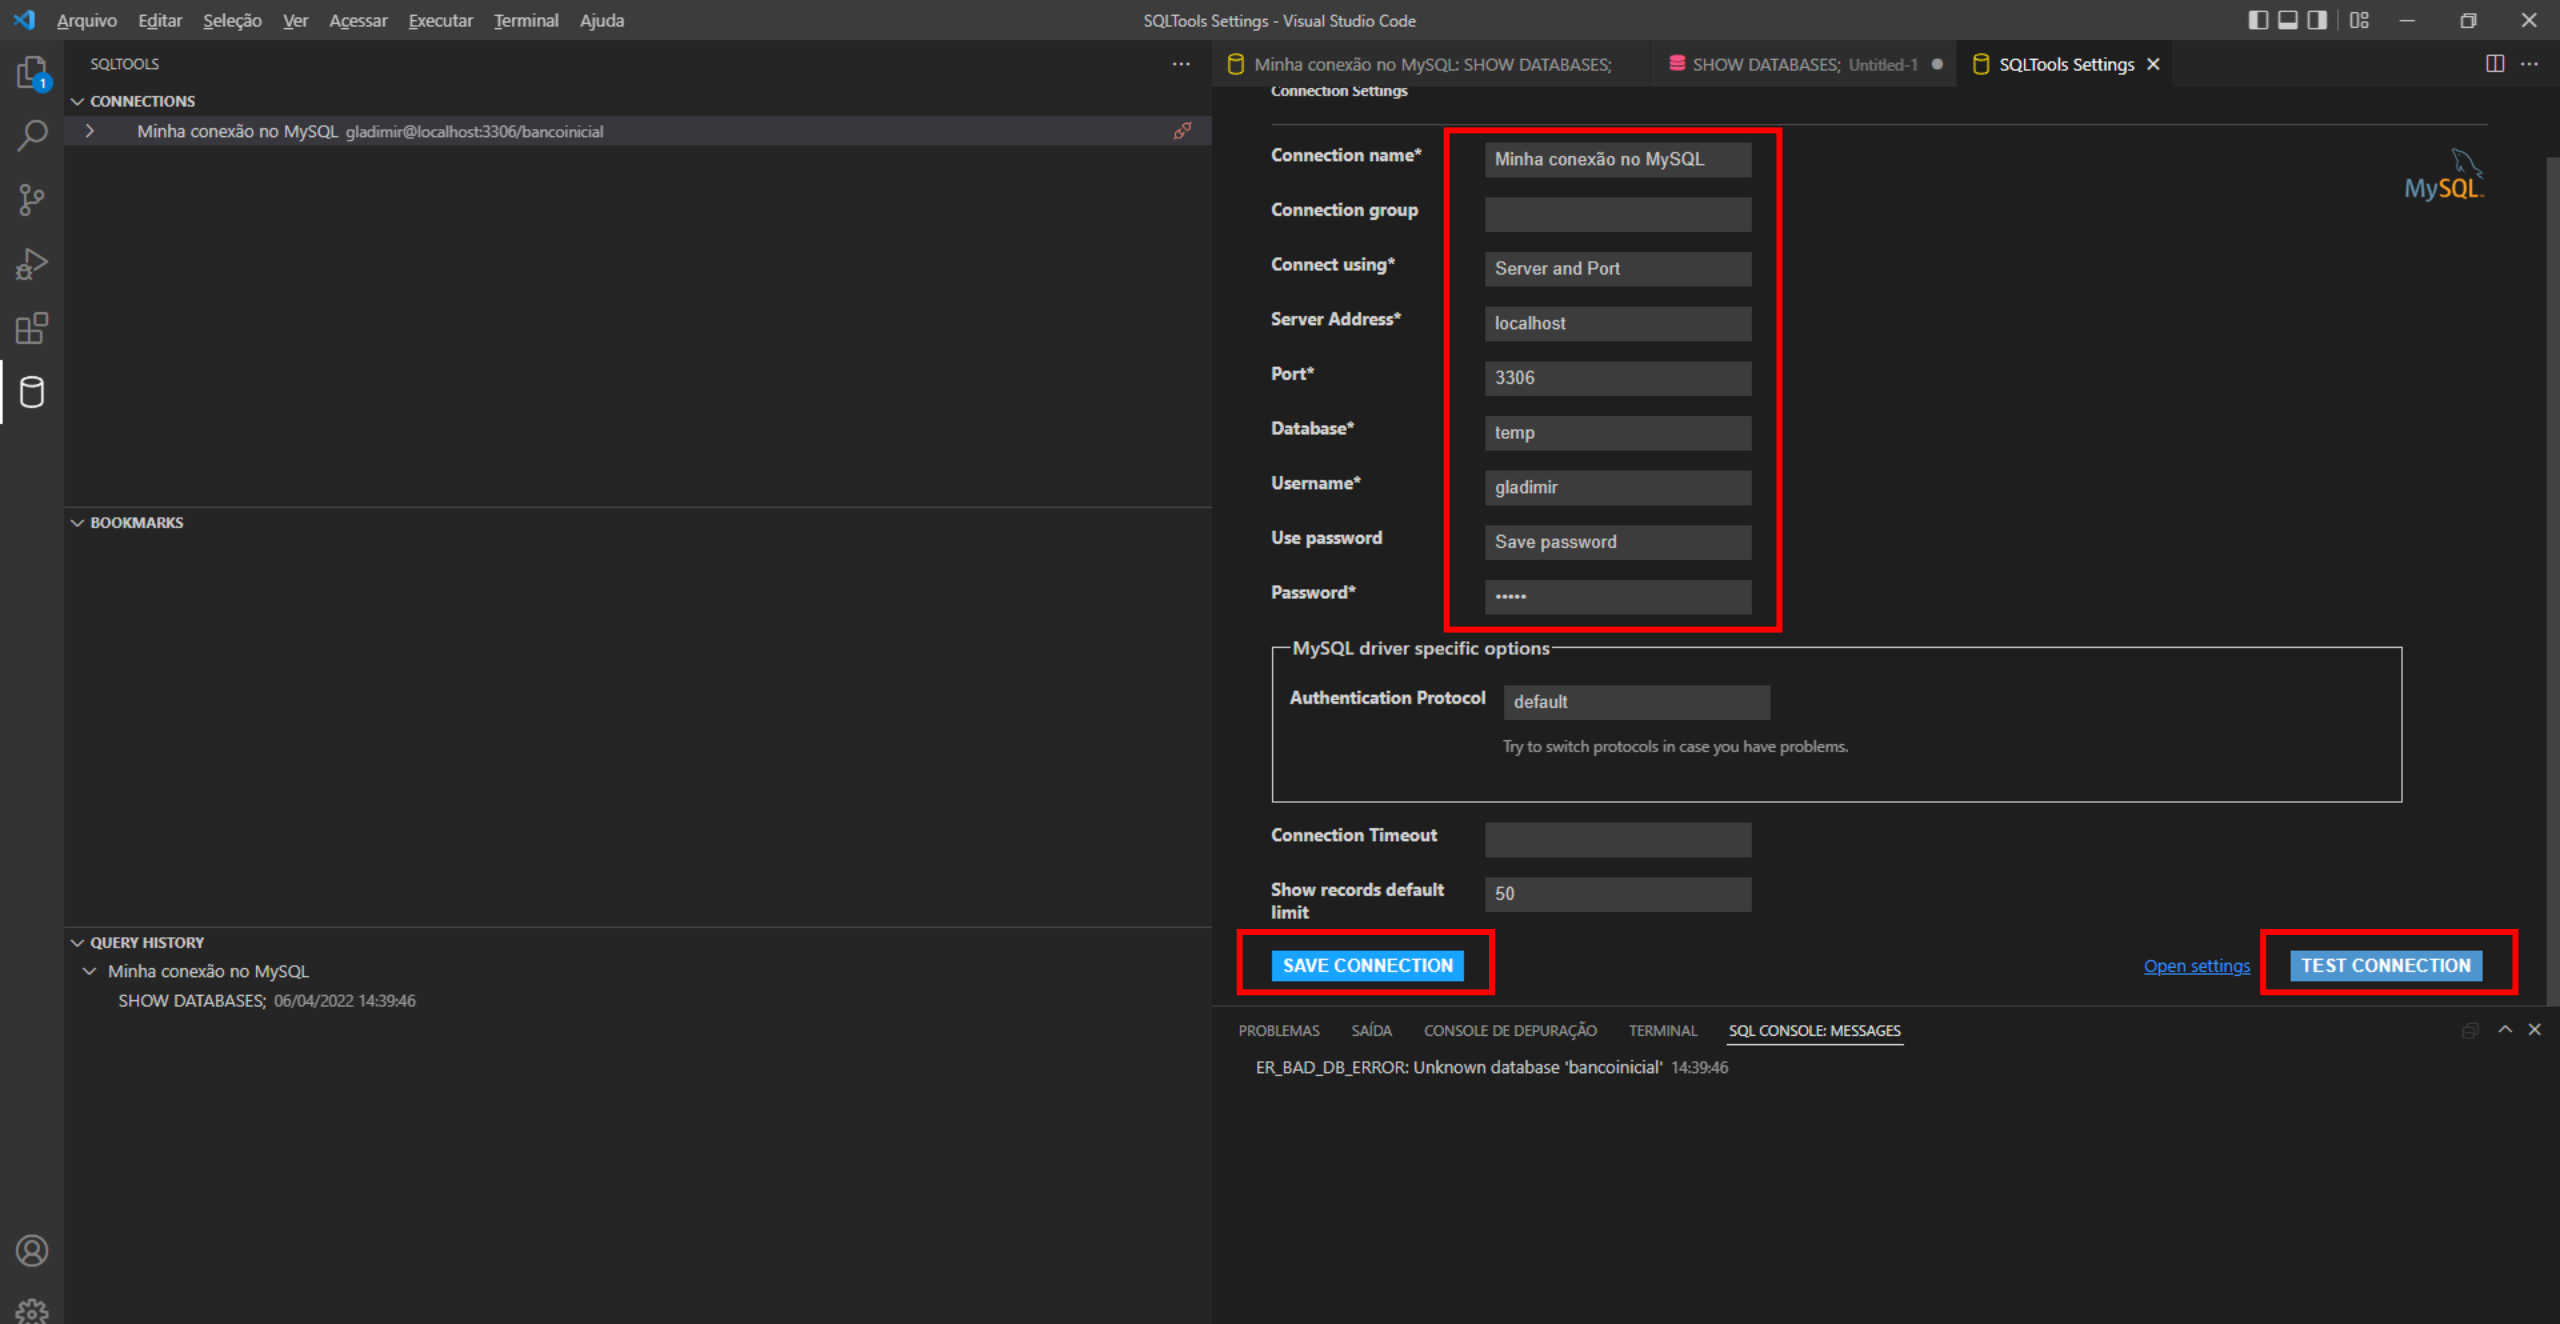 Arquivo Editar Seleção Ver Acessar Executar Terminal Ajuda
SQLTools Settings - Visual Studio Code
1
SQLTOOLS
CONNECTIONS
Minha conexão no MySQL gladimir@localhost:3306/bancoinicial
BOOKMARKS
QUERY HISTORY
Minha conexão no MySQL
SHOW DATABASES; 06/04/2022 14:39:46
Minha conexão no MySQL: SHOW DATABASES;
SHOW DATABASES; Untitled-1
SQLTools Settings
Connection Settings
MySQL
Connection name* Minha conexão no MySQL
Connection group
Connect using* Server and Port
Server Address* localhost
Port* 3306
Database* temp
Username* gladimir
Use password Save password
Password* •••••
MySQL driver specific options
Authentication Protocol default
Try to switch protocols in case you have problems.
Connection Timeout
Show records default
limit
50
SAVE CONNECTION
Open settings
TEST CONNECTION
PROBLEMAS SAÍDA CONSOLE DE DEPURAÇÃO TERMINAL SQL CONSOLE: MESSAGES
ER_BAD_DB_ERROR: Unknown database 'bancoinicial' 14:39:46